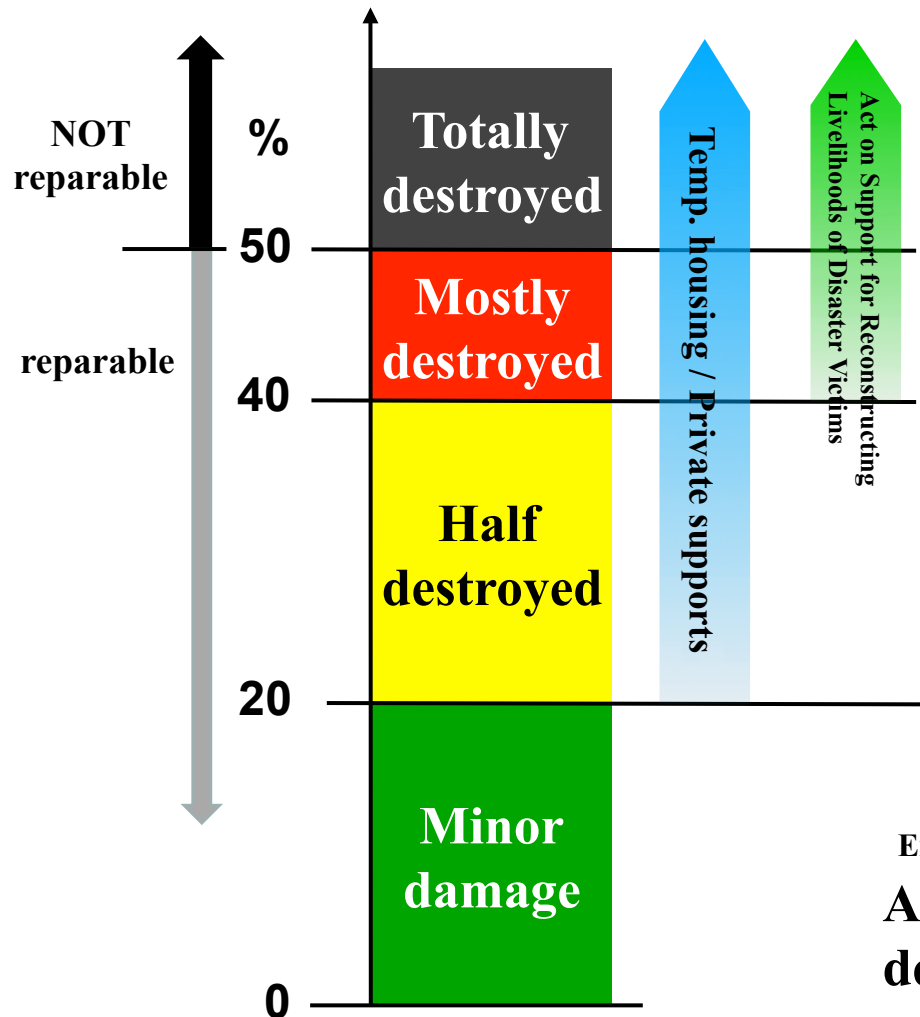 NOT
reparable
reparable
%
50
40
20
0
Totally
destroyed
Mostly
destroyed
Half
destroyed
Minor
damage
Temp. housing / Private supports
Act on Support for Reconstructing
Livelihoods of Disaster Victims